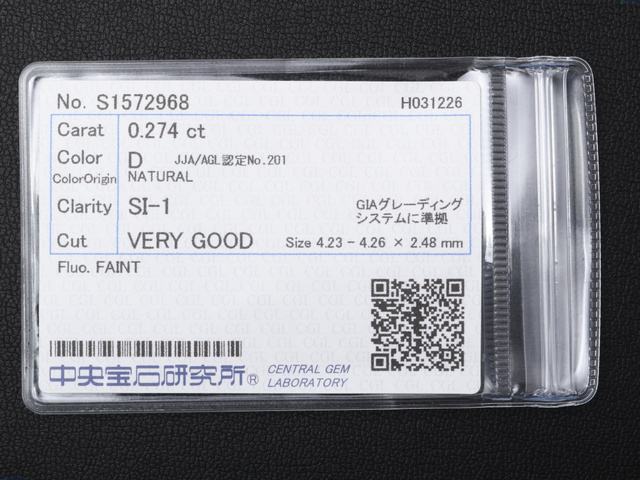 No. S1572968 H031226
Carat 0.274 ct
Color D JJA/AGL認定No.201
ColorOrigin NATURAL
Clarity SI-1 GIAグレーディング
システムに準拠
Cut VERY GOOD Size 4.23 - 4.26 × 2.48 mm
Fluo. FAINT
中央宝石研究所® CENTRAL GEM
LABORATORY